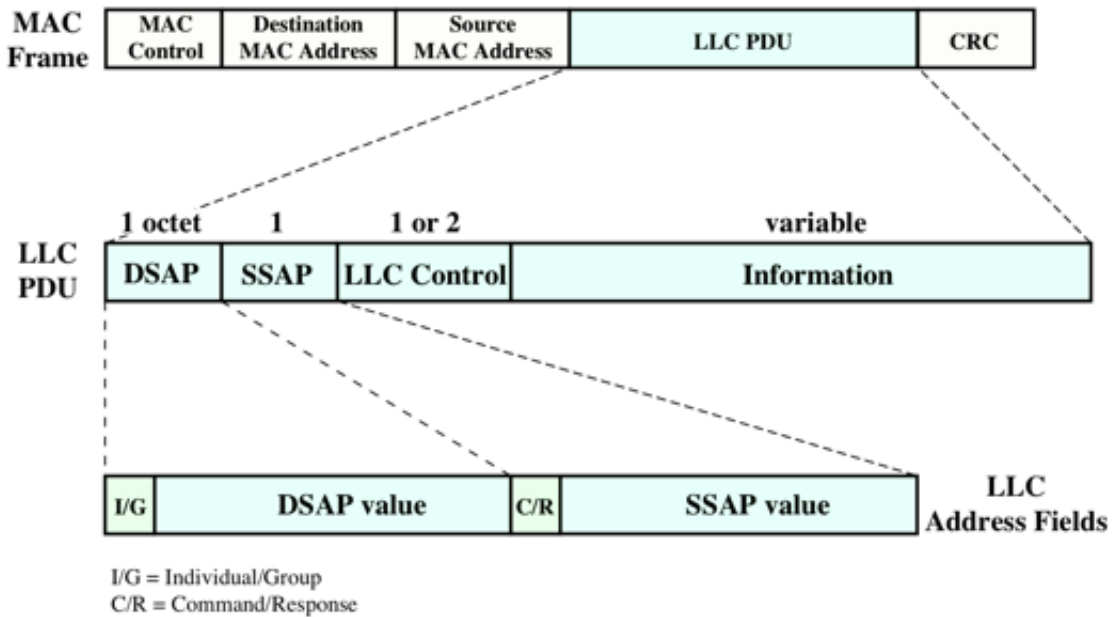 MAC
Frame
MAC
Control
Destination
MAC Address
Source
MAC Address
LLC PDU
CRC
1 octet
1
1 or 2
variable
LLC
PDU
DSAP
SSAP
LLC Control
Information
I/G
DSAP value
C/R
SSAP value
LLC
Address Fields
I/G = Individual/Group
C/R = Command/Response